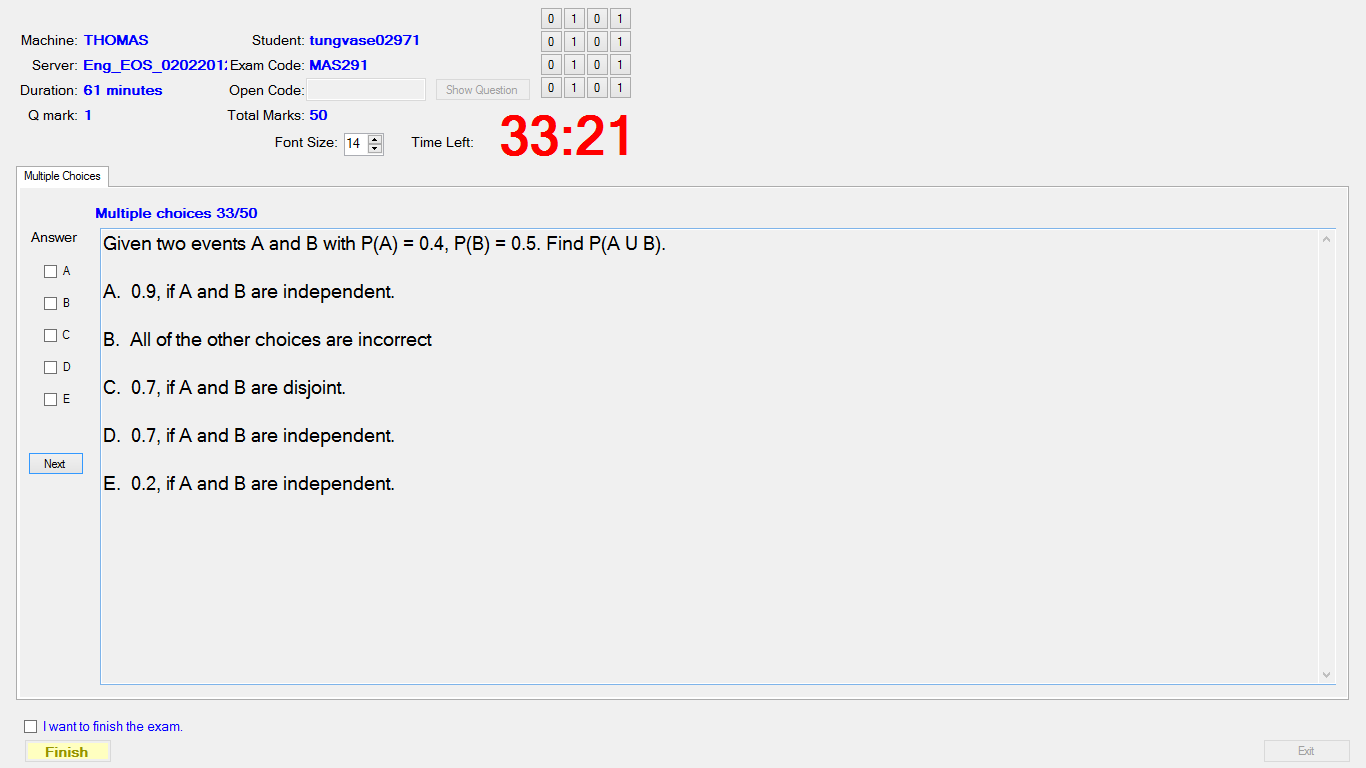 0 1 0 1
Machine: THOMAS Student: tungvase02971
0 1 0 1
Server: Eng_EOS_0202201 Exam Code: MAS291
0 1 0 1
Duration: 61 minutes Open Code: Show Question
0 1 0 1
Q mark: 1 Total Marks: 50
Font Size: 14 Time Left: 33:21
Multiple Choices
Multiple choices 33/50
Answer
Given two events A and B with P(A) = 0.4, P(B) = 0.5. Find P(A U B).
A
A. 0.9, if A and B are independent.
B
B. All of the other choices are incorrect
C
C. 0.7, if A and B are disjoint.
D
D. 0.7, if A and B are independent.
E
E. 0.2, if A and B are independent.
Next
I want to finish the exam.
Finish
Exit